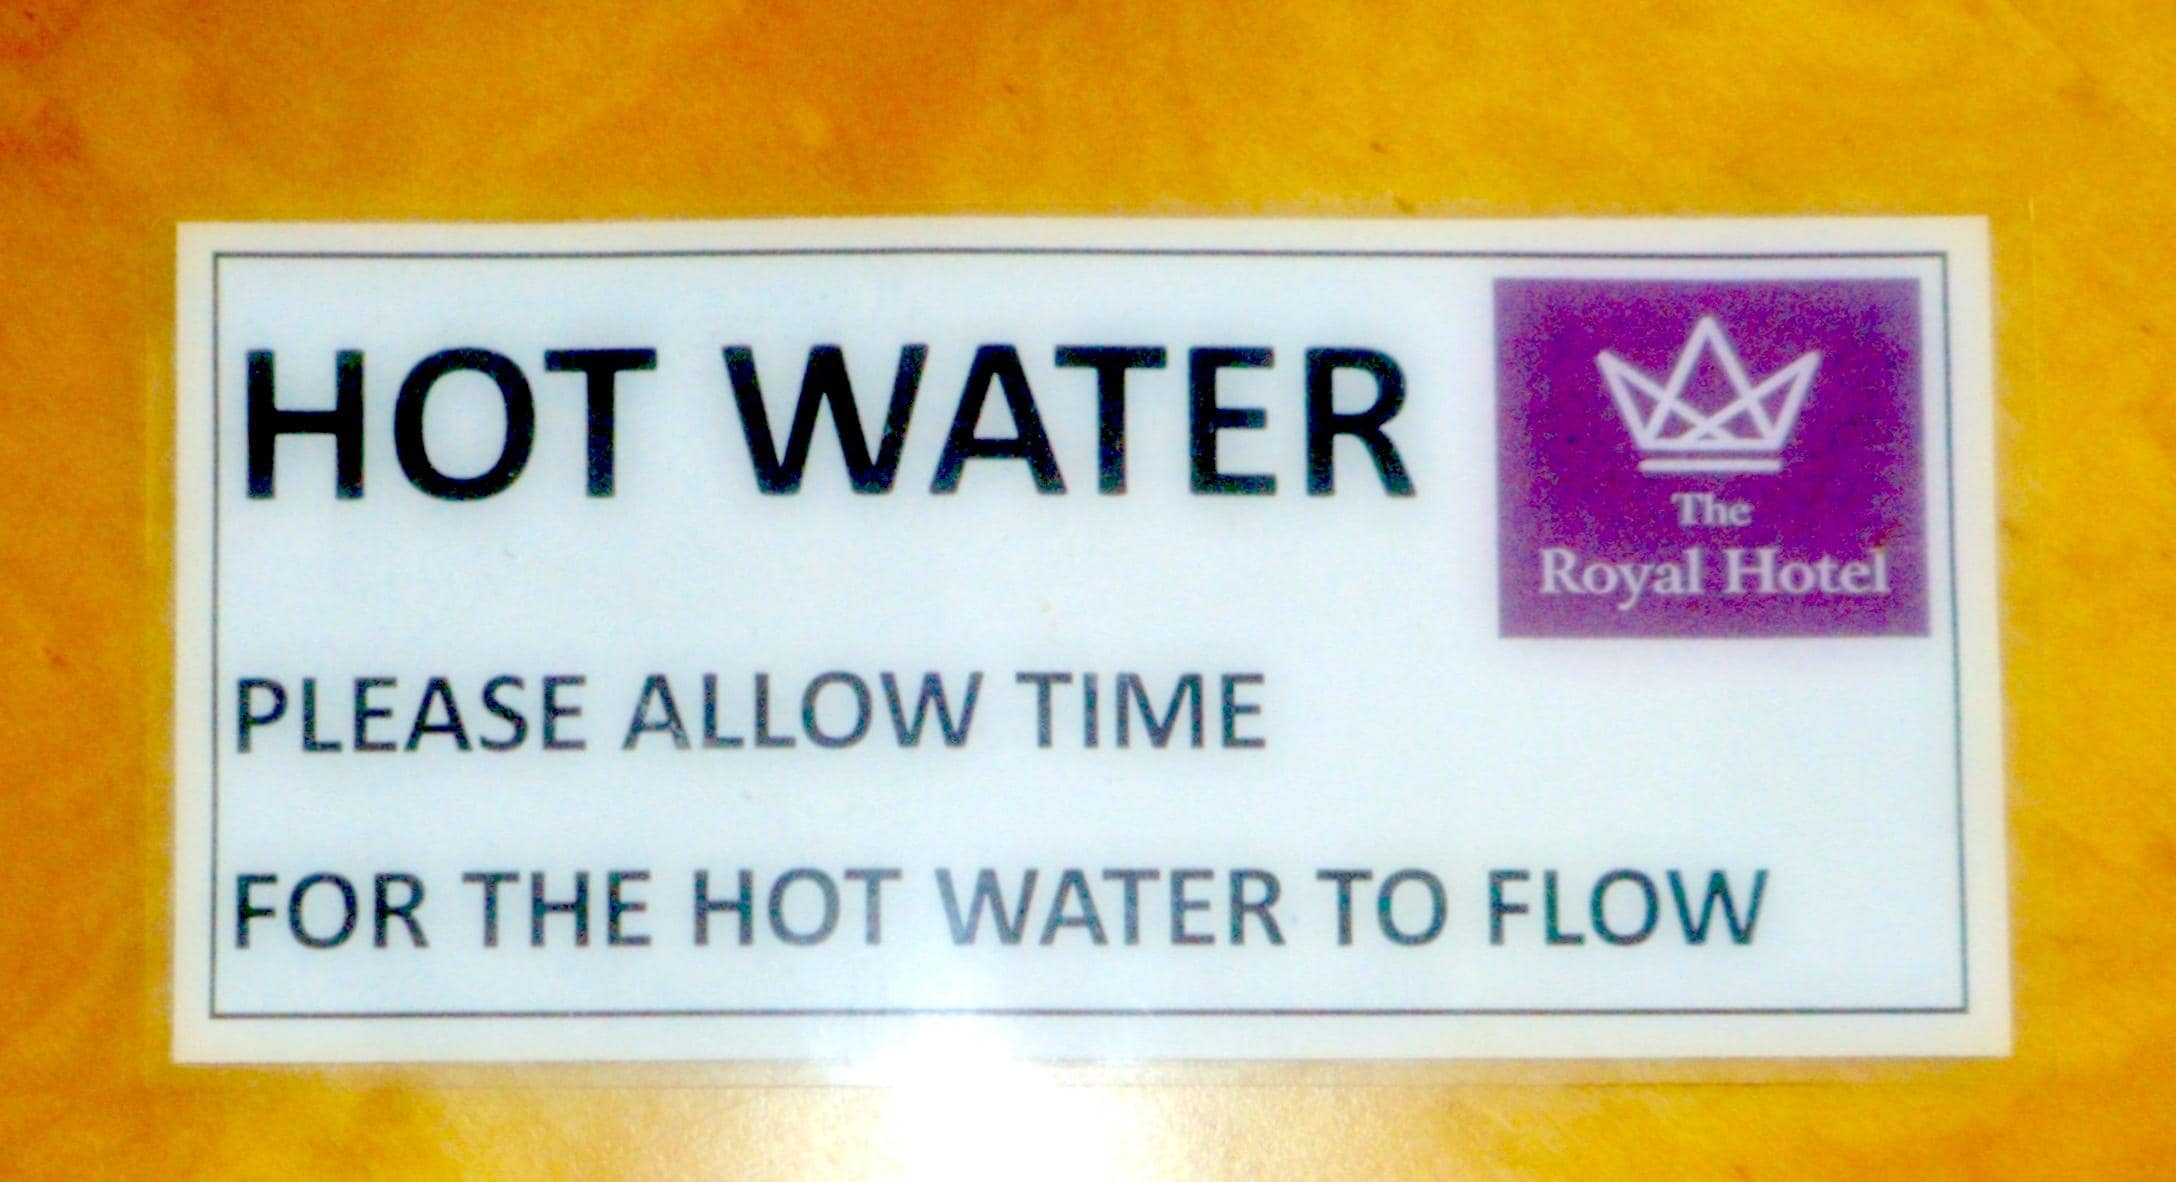 HOT WATER
The
Royal Hotel
PLEASE ALLOW TIME
FOR THE HOT WATER TO FLOW